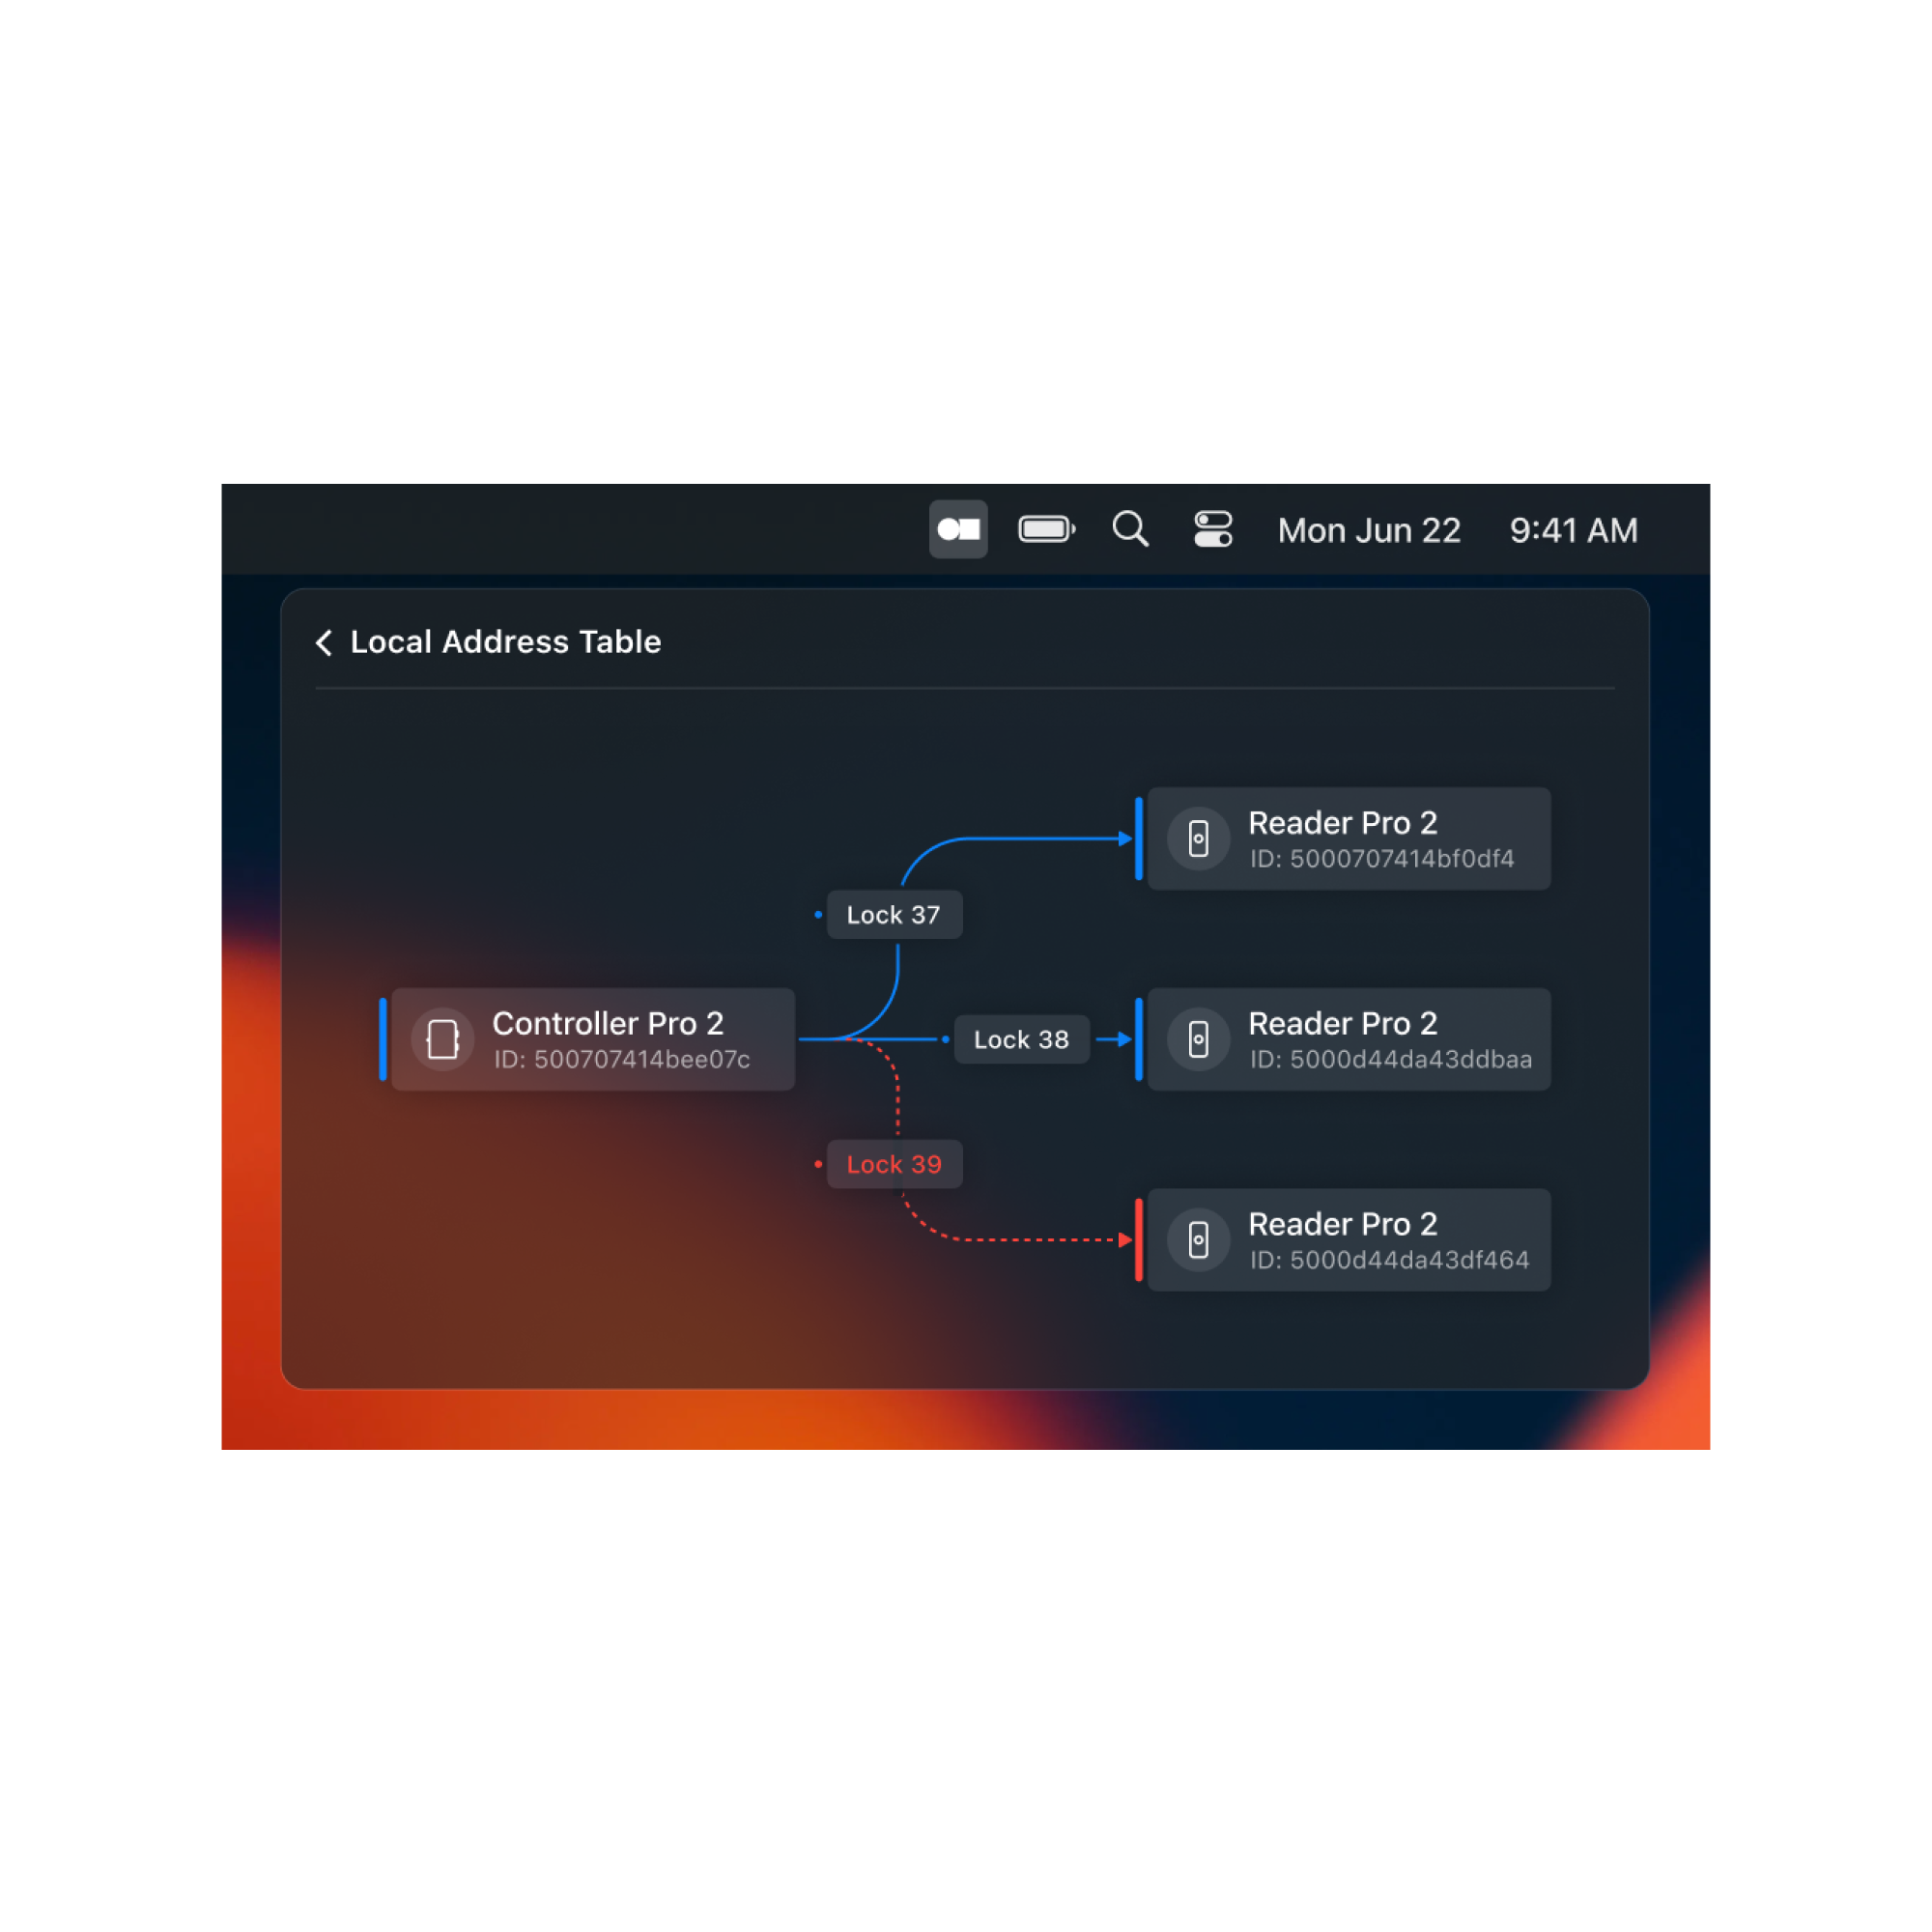 Mon Jun 22 9:41 AM
Local Address Table
Reader Pro 2
ID: 5000707414bf0df4
Lock 37
Controller Pro 2
ID: 500707414bee07c
Lock 38
Reader Pro 2
ID: 5000d44da43ddbaa
Lock 39
Reader Pro 2
ID: 5000d44da43df464